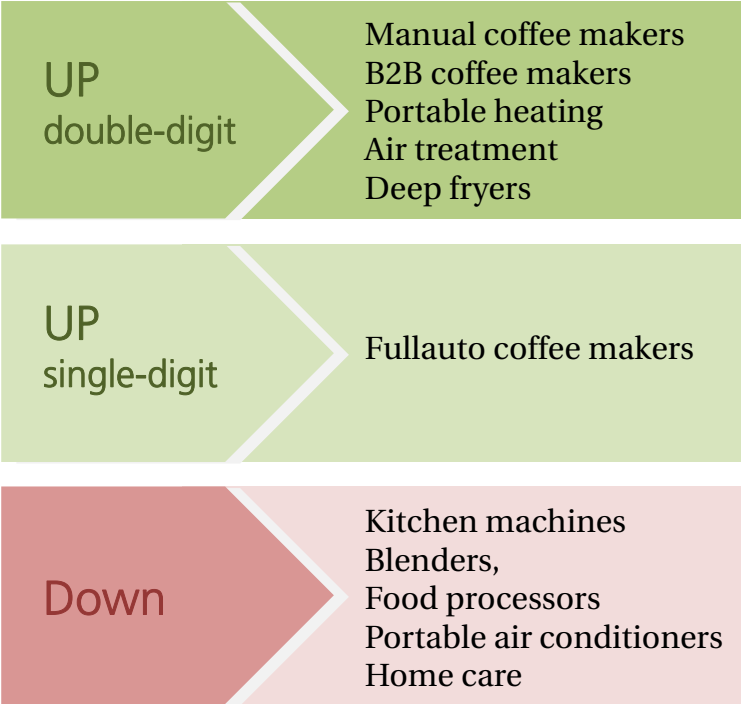 UP
double-digit
Manual coffee makers
B2B coffee makers
Portable heating
Air treatment
Deep fryers
UP
single-digit
Fullauto coffee makers
Down
Kitchen machines
Blenders,
Food processors
Portable air conditioners
Home care